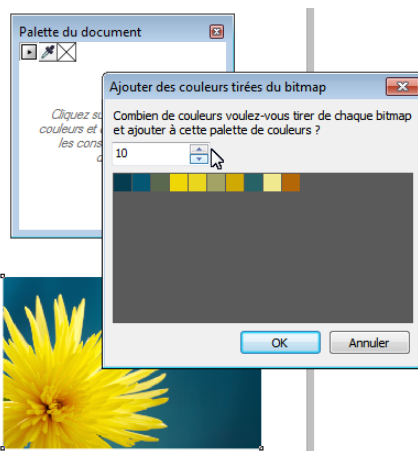 Palette du document
Ajouter des couleurs tirées du bitmap
Cliquez
couleurs et
les cons
Combien de couleurs voulez-vous tirer de chaque bitmap
et ajouter à cette palette de couleurs ?
10
OK
Annuler